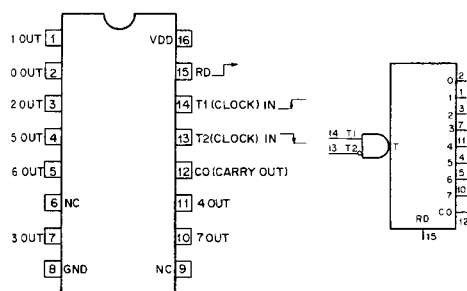 1 OUT 1
0 OUT 2
2 OUT 3
5 OUT 4
6 OUT 5
6 NC
3 OUT 7
8 GND
VDD 16
15 RD
14 T1 (CLOCK) IN
13 T2 (CLOCK) IN
12 CO (CARRY OUT)
11 4 OUT
10 7 OUT
NC 9
14 T1
13 T2
T
0 2
1 1
2 3
3 7
4 11
5 4
6 5
7 10
CO 12
RD
15